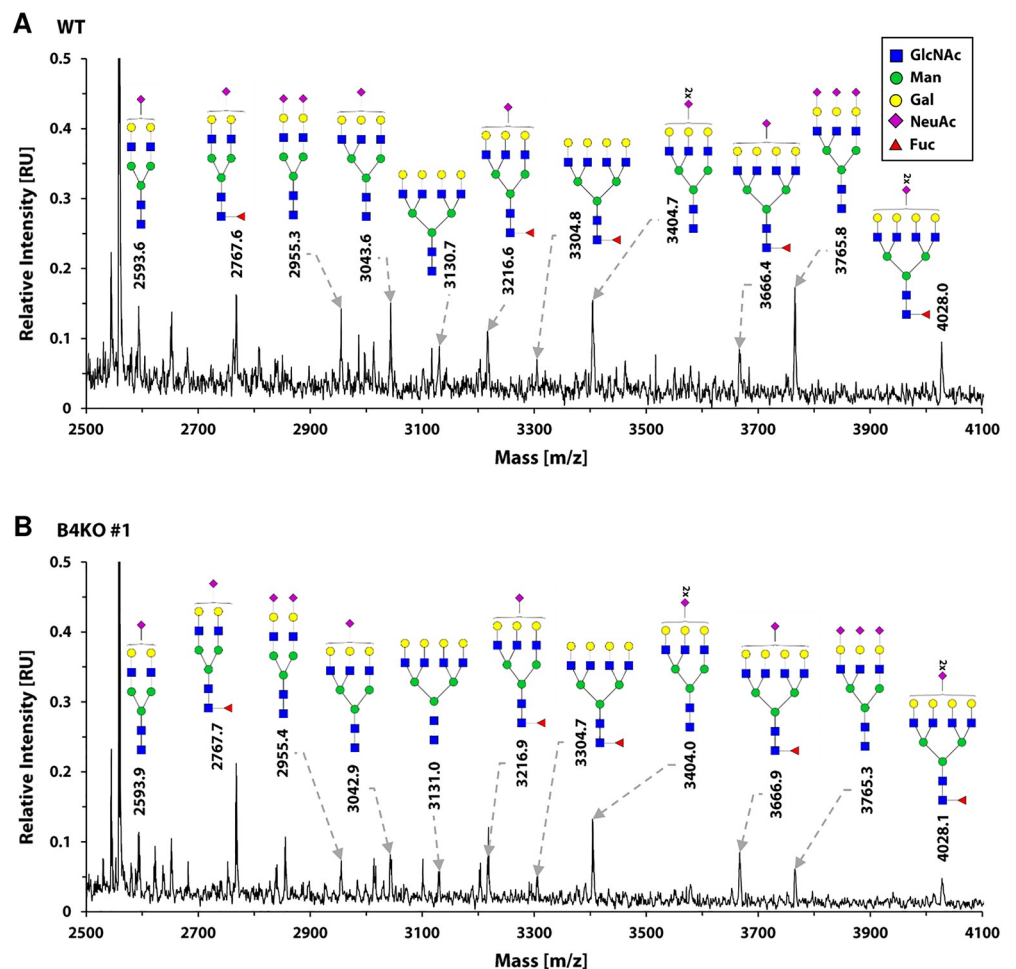 A WT
Relative Intensity [RU]
0.5
0.4
0.3
0.2
0.1
0
2593.6
2767.6
2955.3
3043.6
3130.7
3216.6
3304.8
2x
3404.7
3666.4
3765.8
2x
4028.0
GlcNAc
Man
Gal
NeuAc
Fuc
2500 2700 2900 3100 3300 3500 3700 3900 4100
Mass [m/z]
B B4KO #1
Relative Intensity [RU]
0.5
0.4
0.3
0.2
0.1
0
2593.9
2767.7
2955.4
3042.9
3131.0
3216.9
3304.7
2x
3404.0
3666.9
3765.3
2x
4028.1
2500 2700 2900 3100 3300 3500 3700 3900 4100
Mass [m/z]